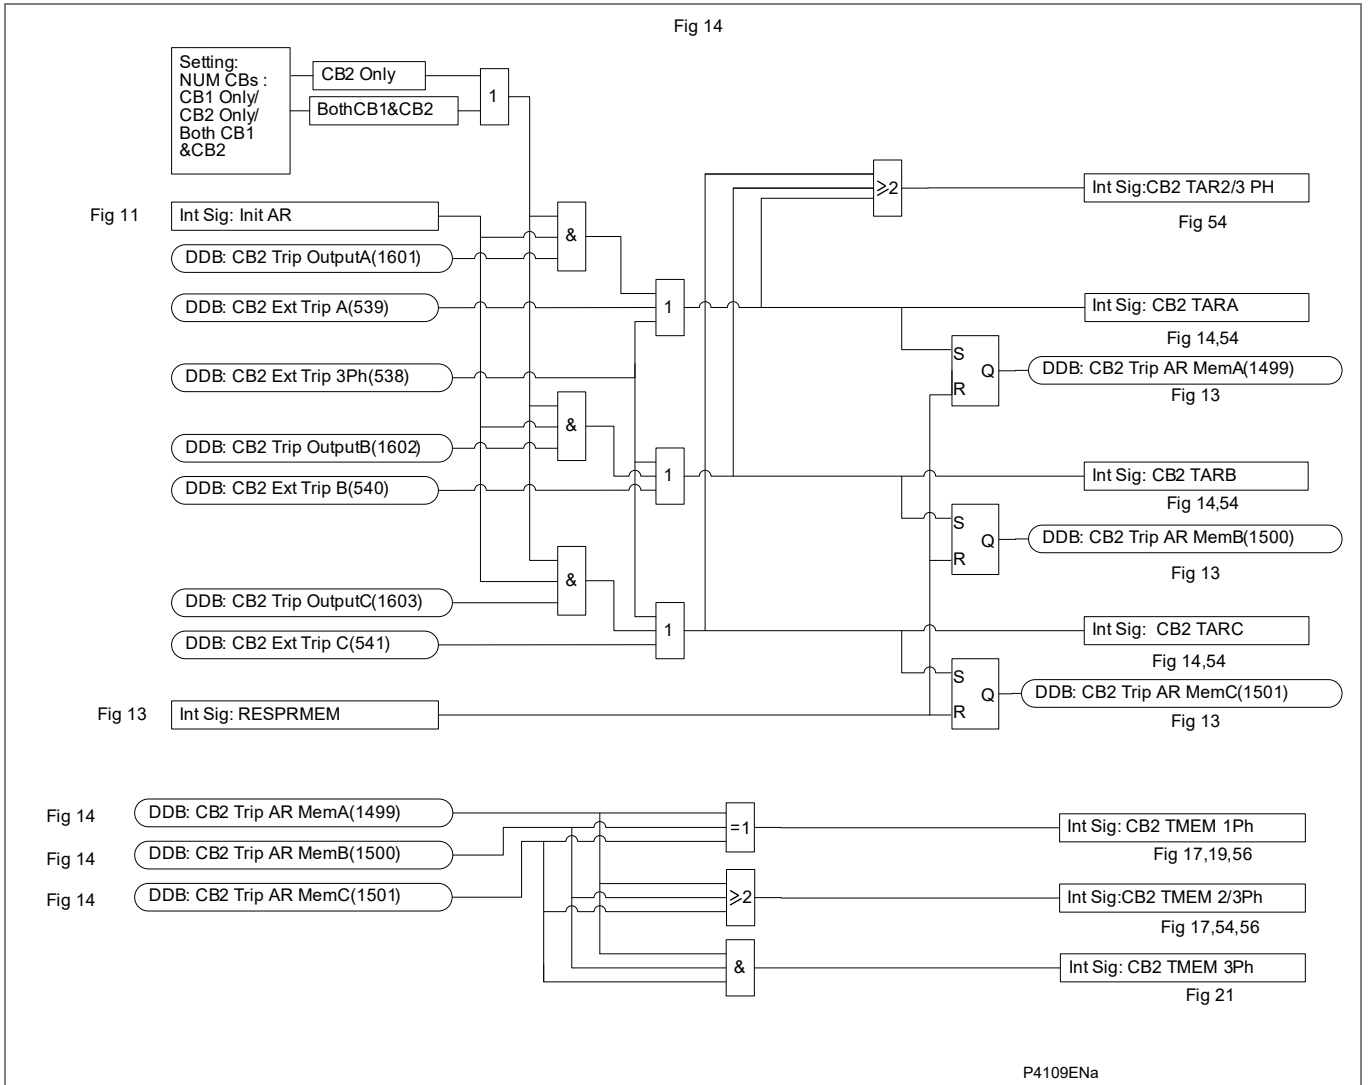 Fig 14
Setting:
NUM CBs :
CB1 Only/
CB2 Only/
Both CB1
&CB2
CB2 Only
BothCB1&CB2
1
Fig 11
Int Sig: Init AR
DDB: CB2 Trip OutputA(1601)
DDB: CB2 Ext Trip A(539)
DDB: CB2 Ext Trip 3Ph(538)
DDB: CB2 Trip OutputB(1602)
DDB: CB2 Ext Trip B(540)
DDB: CB2 Trip OutputC(1603)
DDB: CB2 Ext Trip C(541)
Fig 13
Int Sig: RESPRMEM
&
&
&
1
1
1
⩾2
Int Sig:CB2 TAR2/3 PH
Fig 54
Int Sig: CB2 TARA
Fig 14,54
S
R
Q
DDB: CB2 Trip AR MemA(1499)
Fig 13
Int Sig: CB2 TARB
Fig 14,54
S
R
Q
DDB: CB2 Trip AR MemB(1500)
Fig 13
Int Sig: CB2 TARC
Fig 14,54
S
R
Q
DDB: CB2 Trip AR MemC(1501)
Fig 13
Fig 14
DDB: CB2 Trip AR MemA(1499)
Fig 14
DDB: CB2 Trip AR MemB(1500)
Fig 14
DDB: CB2 Trip AR MemC(1501)
=1
Int Sig: CB2 TMEM 1Ph
Fig 17,19,56
⩾2
Int Sig:CB2 TMEM 2/3Ph
Fig 17,54,56
&
Int Sig: CB2 TMEM 3Ph
Fig 21
P4109ENa